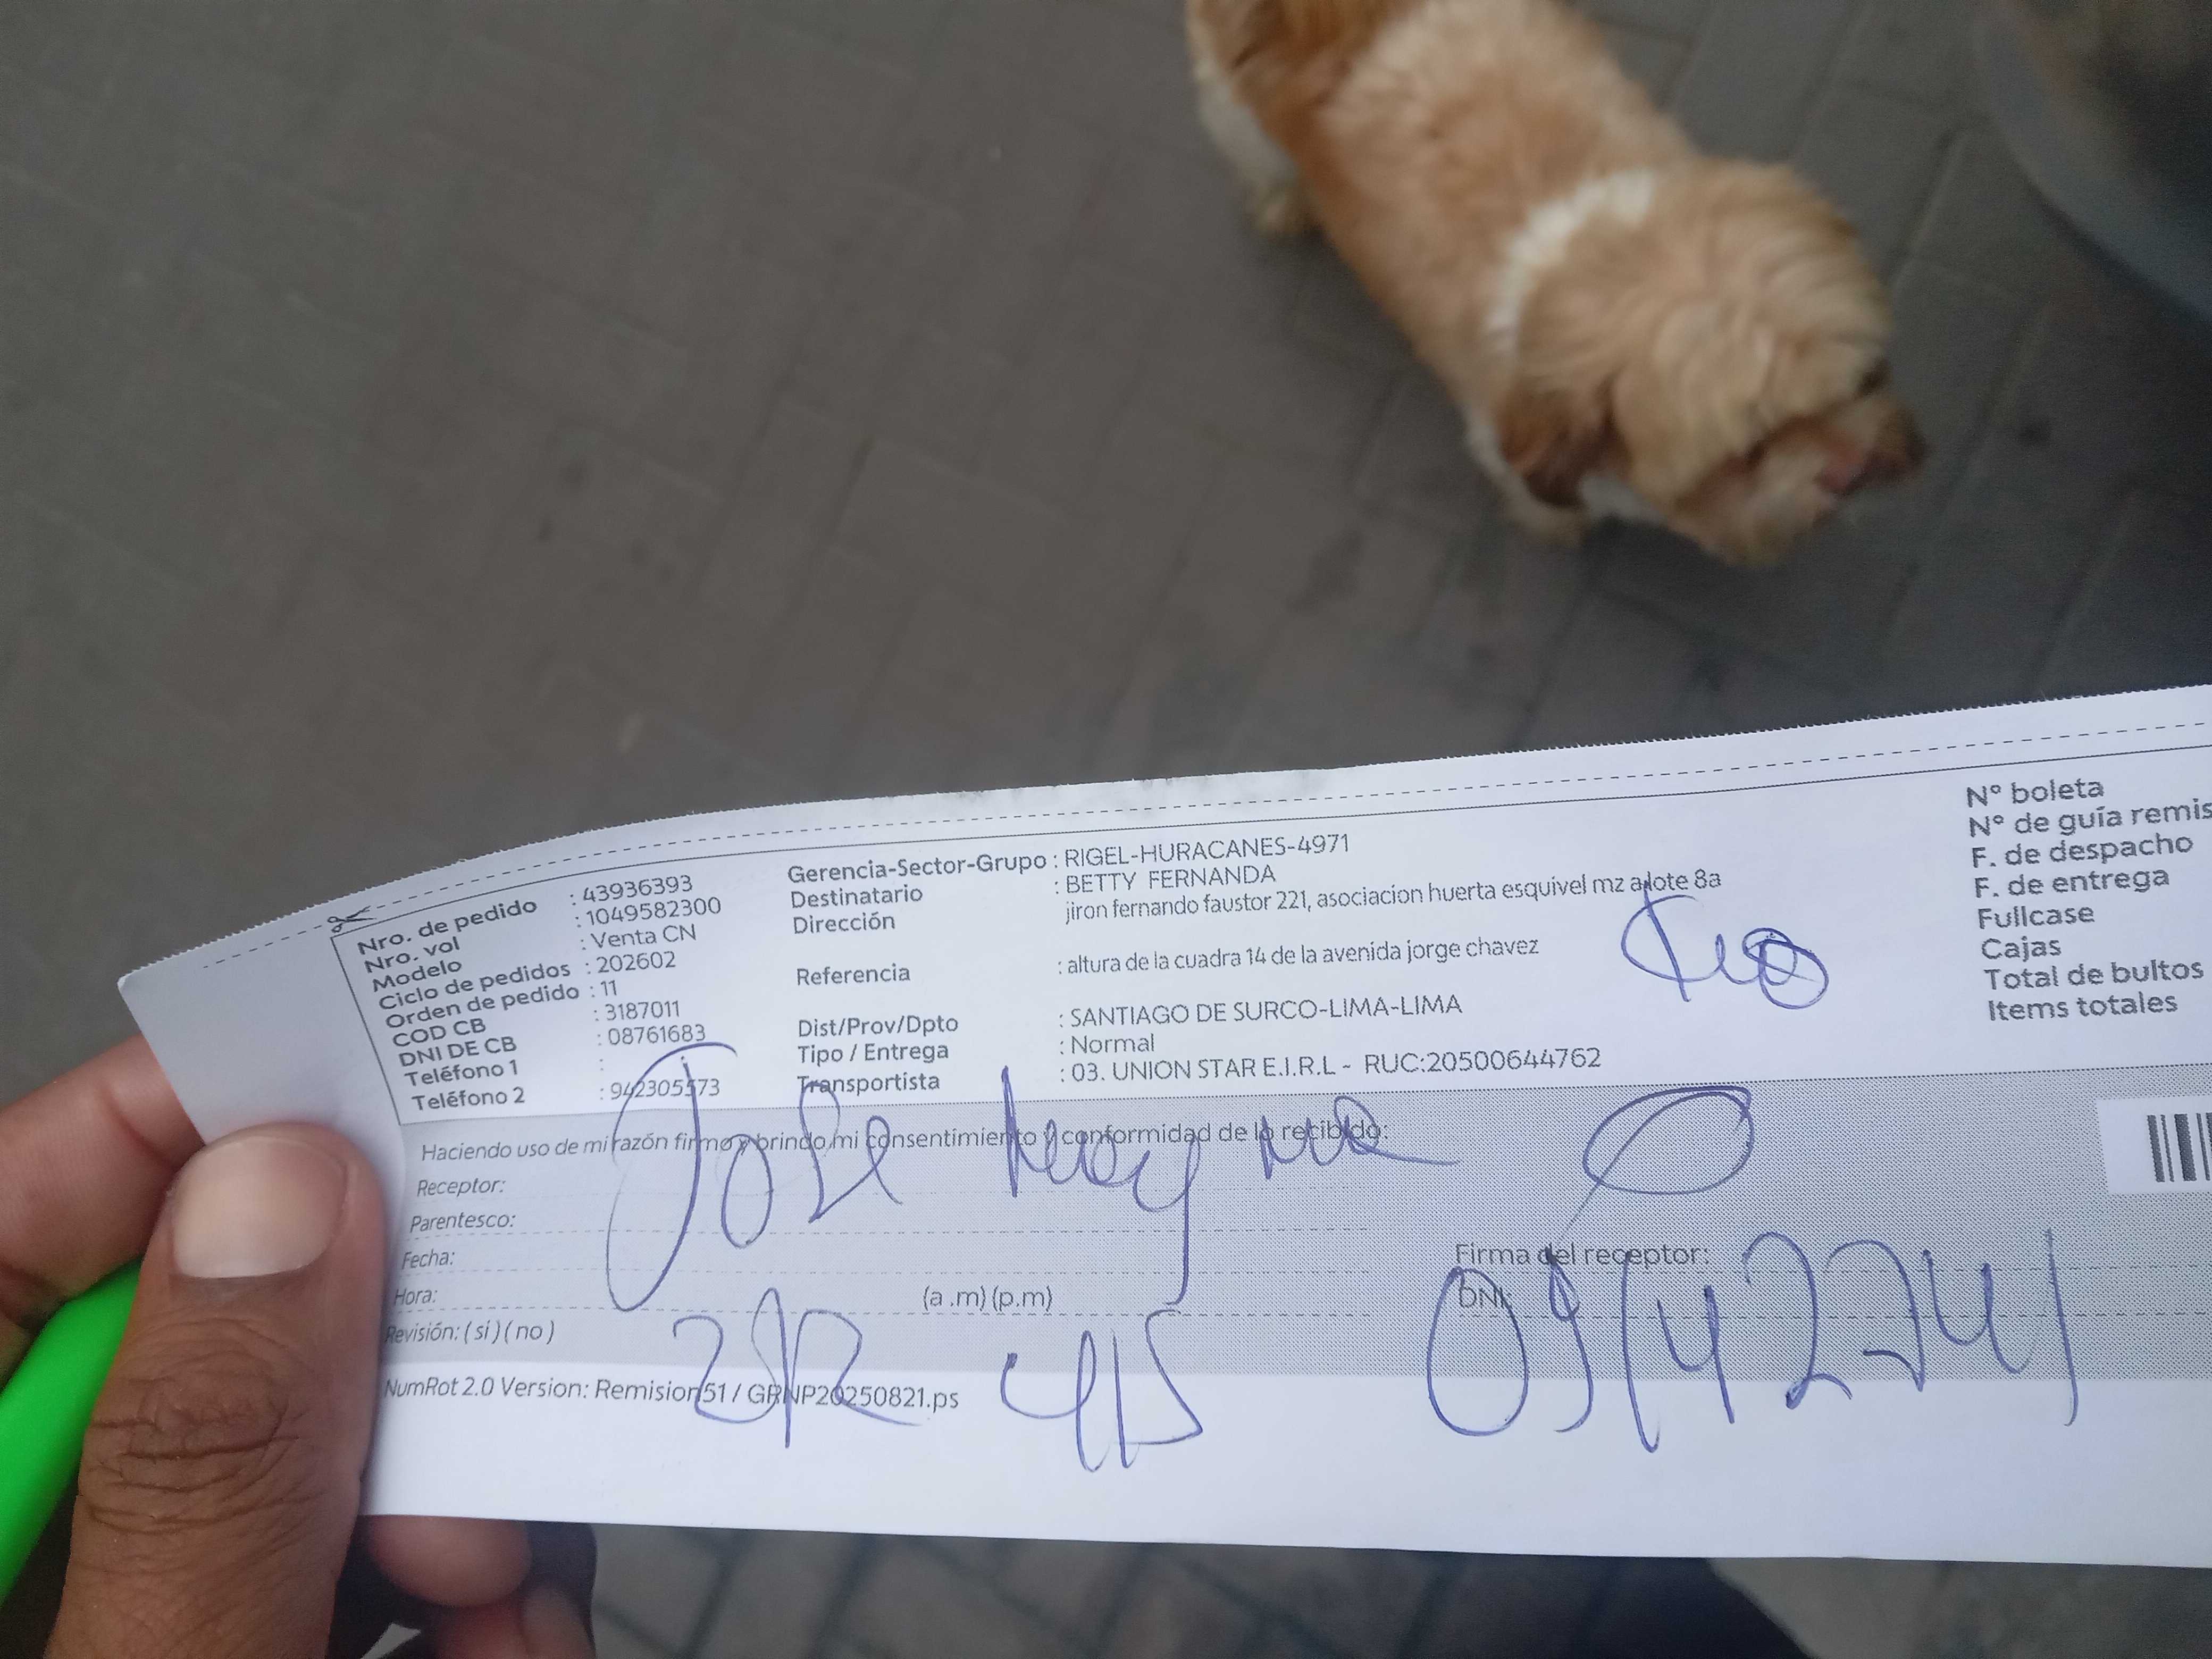 Nro. de pedido : 43936393
Nro. vol : 1049582300
Modelo : Venta CN
Ciclo de pedidos : 202602
Orden de pedido : 11
COD CB : 3187011
DNI DE CB : 08761683
Teléfono 1 :
Teléfono 2 : 942305573
Gerencia-Sector-Grupo : RIGEL-HURACANES-4971
Destinatario : BETTY FERNANDA
Dirección jiron fernando faustor 221, asociacion huerta esquivel mz a lote 8a
Referencia : altura de la cuadra 14 de la avenida jorge chavez
Dist/Prov/Dpto : SANTIAGO DE SURCO-LIMA-LIMA
Tipo / Entrega : Normal
Transportista : 03. UNION STAR E.I.R.L - RUC:20500644762
N° boleta
N° de guía remis
F. de despacho
F. de entrega
Fullcase
Cajas
Total de bultos
Items totales
Haciendo uso de mi razón firmo y brindo mi consentimiento y conformidad de lo recibido:
Jose
Receptor:
Parentesco:
Fecha:
Hora: (a .m) (p.m)
Revisión: ( si ) ( no )
Firma del receptor:
DNI:
NumRot 2.0 Version: Remision51 / GRNP20250821.ps